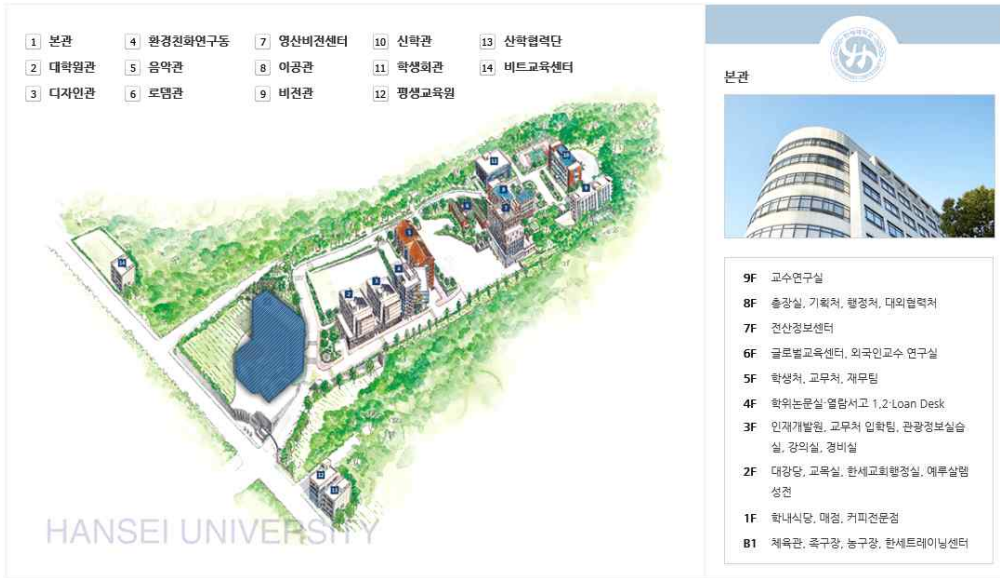 1 본관
4 환경친화연구동
7 영산비전센터
10 신학관
13 산학협력단
2 대학원관
5 음악관
8 이공관
11 학생회관
14 비트교육센터
3 디자인관
6 로뎀관
9 비전관
12 평생교육원
HANSEI UNIVERSITY
본관
9F 교수연구실
8F 총장실, 기획처, 행정처, 대외협력처
7F 전산정보센터
6F 글로벌교육센터, 외국인교수 연구실
5F 학생처, 교무처, 재무팀
4F 학위논문실·열람서고 1,2·Loan Desk
3F 인재개발원, 교무처 입학팀, 관광정보실습
실, 강의실, 경비실
2F 대강당, 교목실, 한세교회행정실, 예루살렘
성전
1F 학내식당, 매점, 커피전문점
B1 체육관, 족구장, 농구장, 한세트레이닝센터